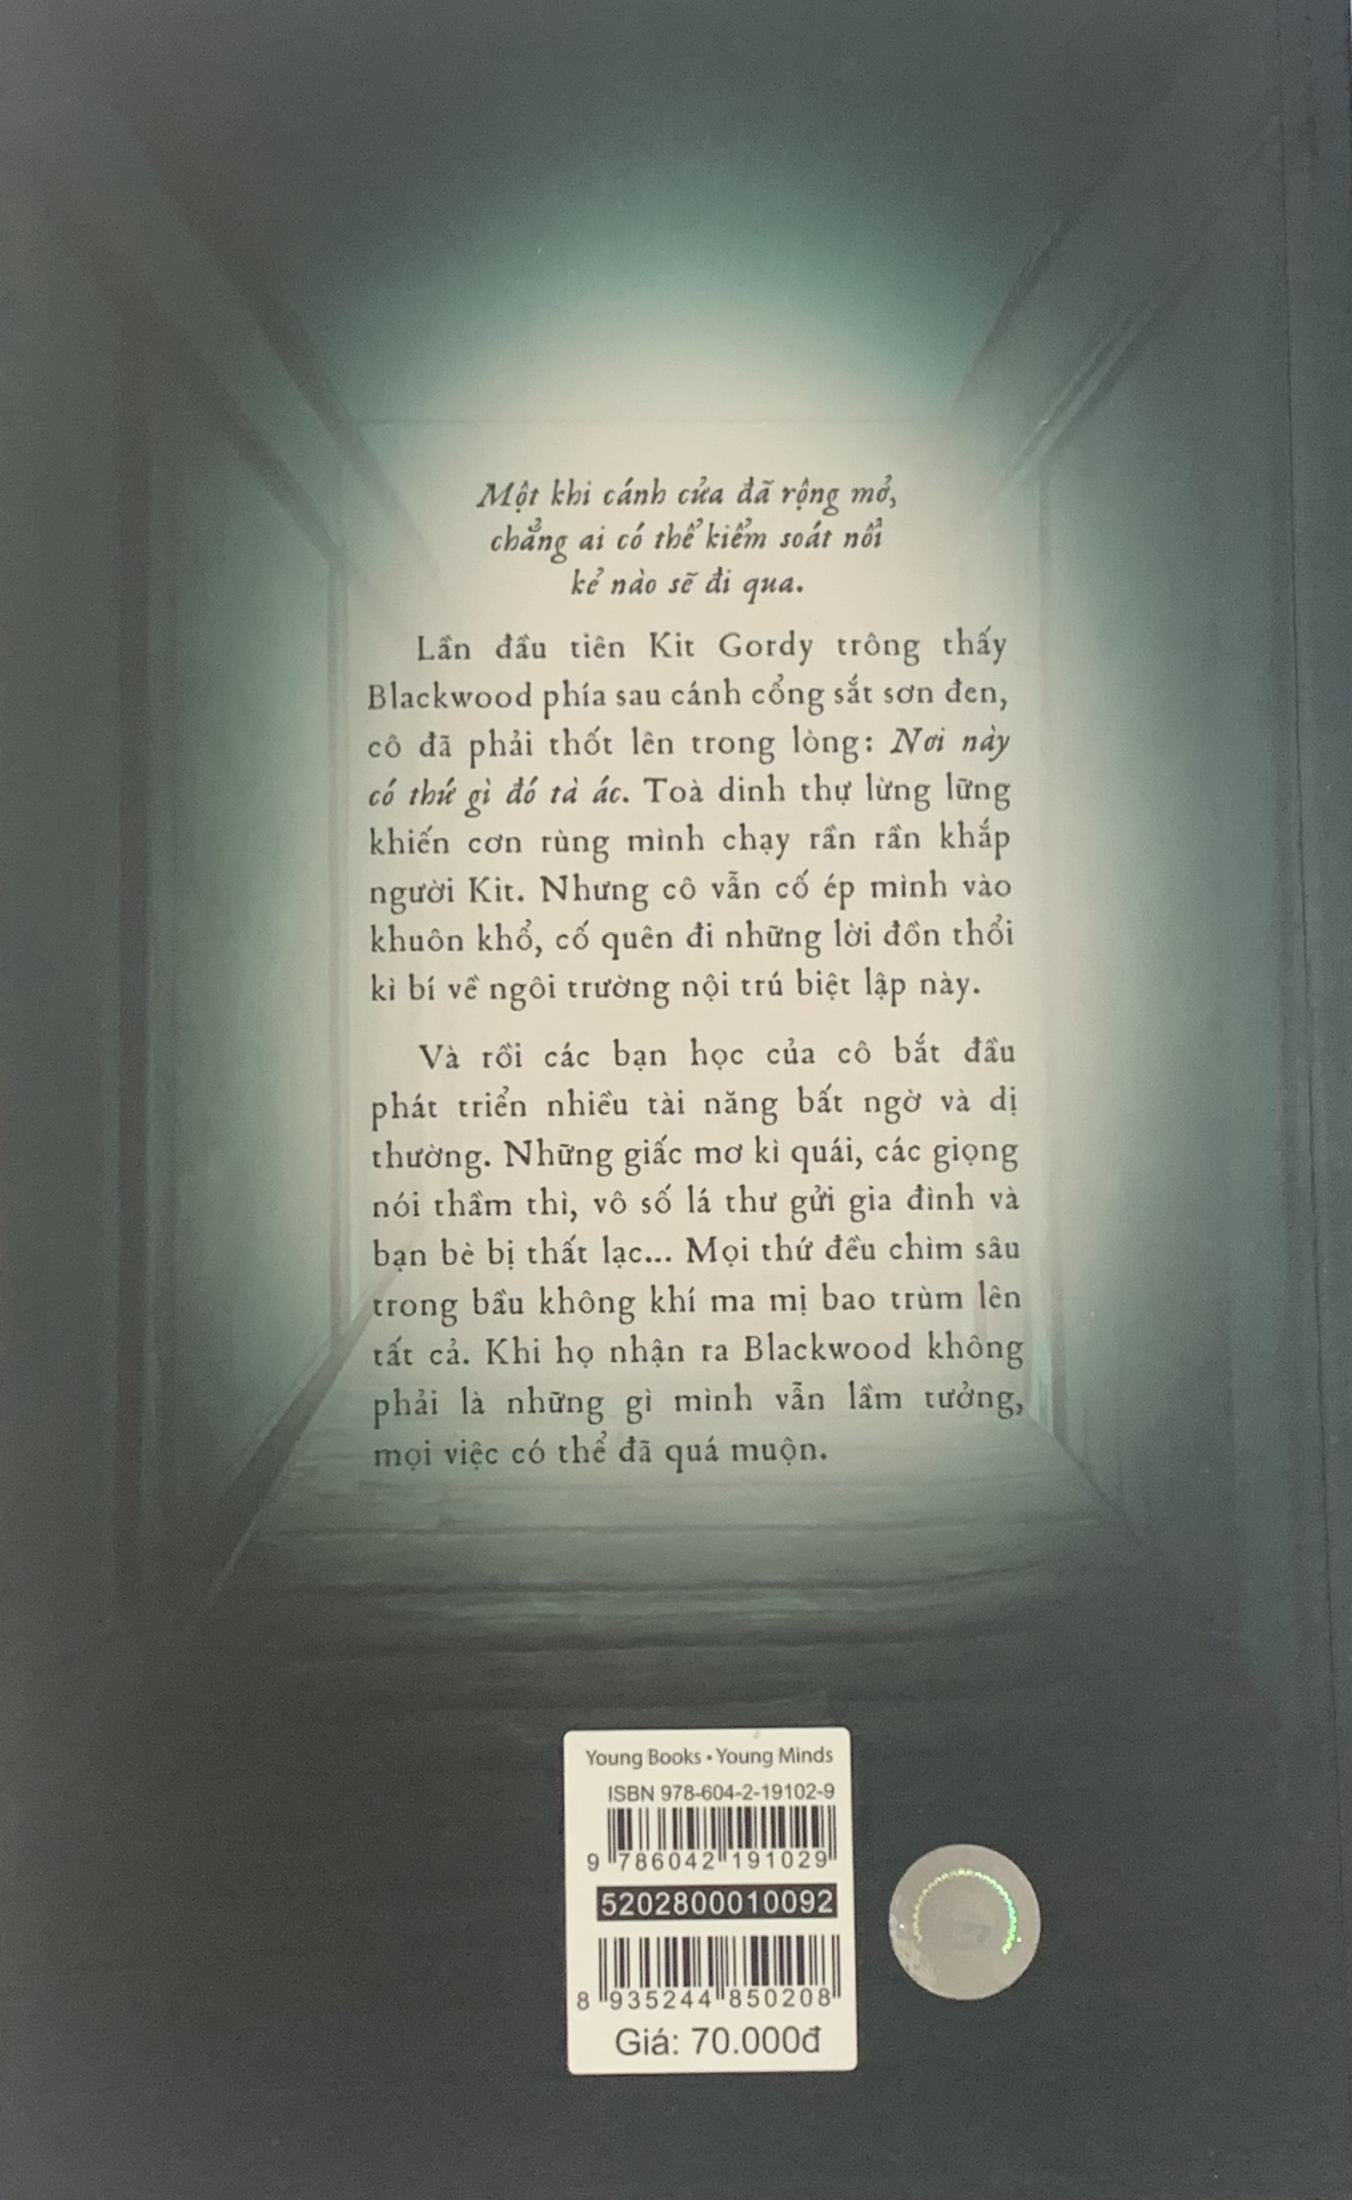 Một khi cánh cửa đã rộng mở,
chẳng ai có thể kiểm soát nổi
kẻ nào sẽ đi qua.
Lần đầu tiên Kit Gordy trông thấy
Blackwood phía sau cánh cổng sắt sơn đen,
cô đã phải thốt lên trong lòng: Nơi này
có thứ gì đó tà ác. Toà dinh thự lừng lững
khiến cơn rùng mình chạy rần rần khắp
người Kit. Nhưng cô vẫn cố ép mình vào
khuôn khổ, cố quên đi những lời đồn thổi
kì bí về ngôi trường nội trú biệt lập này.
Và rồi các bạn học của cô bắt đầu
phát triển nhiều tài năng bất ngờ và dị
thường. Những giấc mơ kì quái, các giọng
nói thầm thì, vô số lá thư gửi gia đình và
bạn bè bị thất lạc... Mọi thứ đều chìm sâu
trong bầu không khí ma mị bao trùm lên
tất cả. Khi họ nhận ra Blackwood không
phải là những gì mình vẫn lầm tưởng,
mọi việc có thể đã quá muộn.
Young Books • Young Minds
ISBN 978-604-2-19102-9
9 786042 191029
5202800010092
8 935244 850208
Giá: 70.000đ